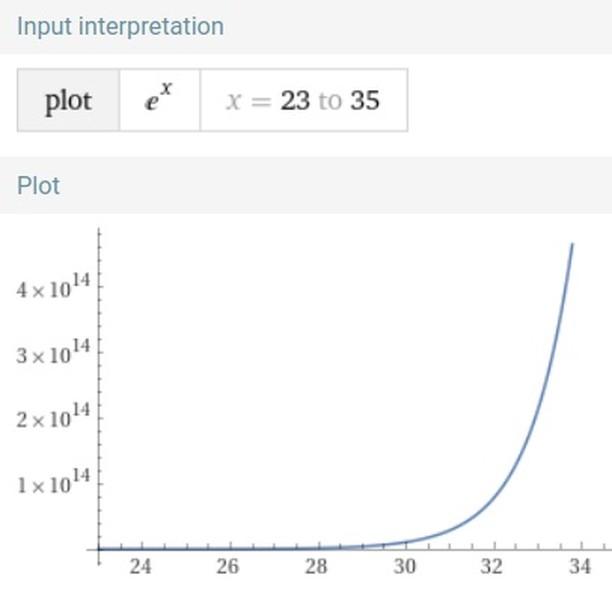 Input interpretation
plot e^x x = 23 to 35
Plot
4×10^14
3×10^14
2×10^14
1×10^14
24 26 28 30 32 34